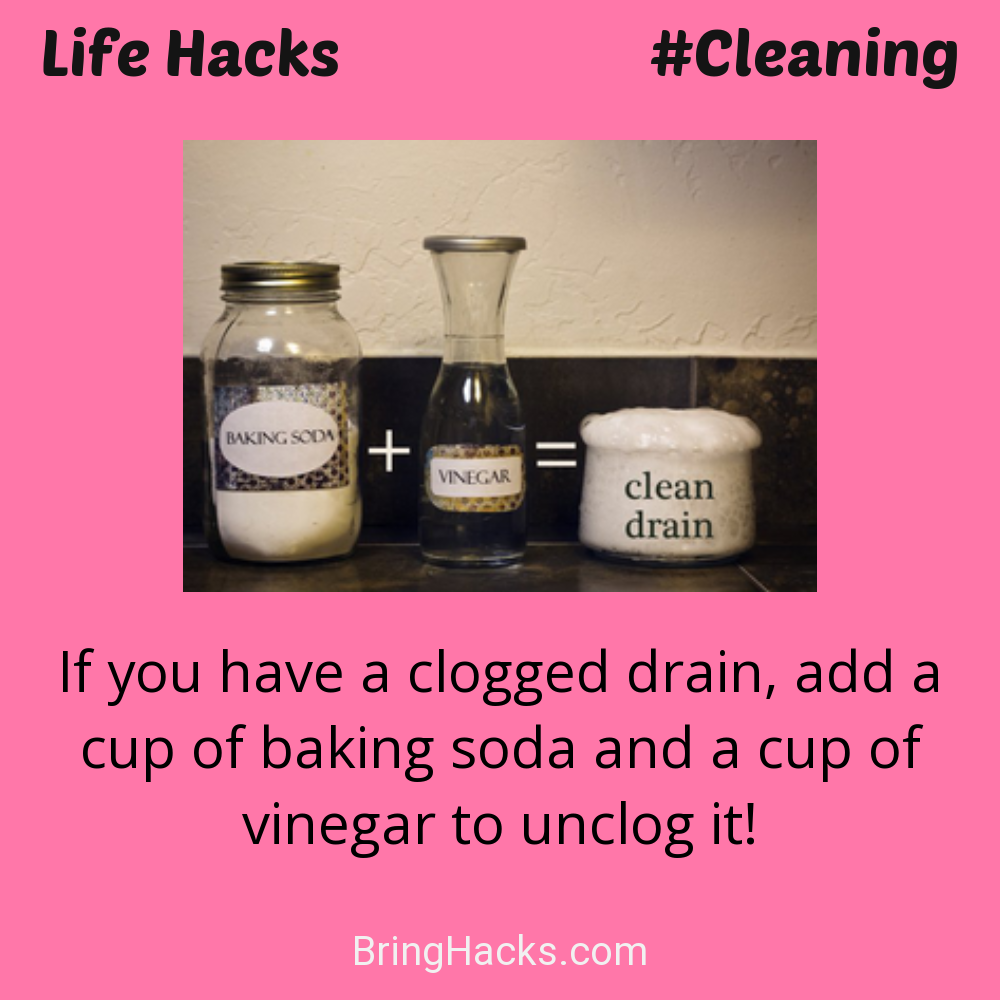 Life Hacks #Cleaning
BAKING SODA
+
VINEGAR
=
clean
drain
If you have a clogged drain, add a
cup of baking soda and a cup of
vinegar to unclog it!
BringHacks.com